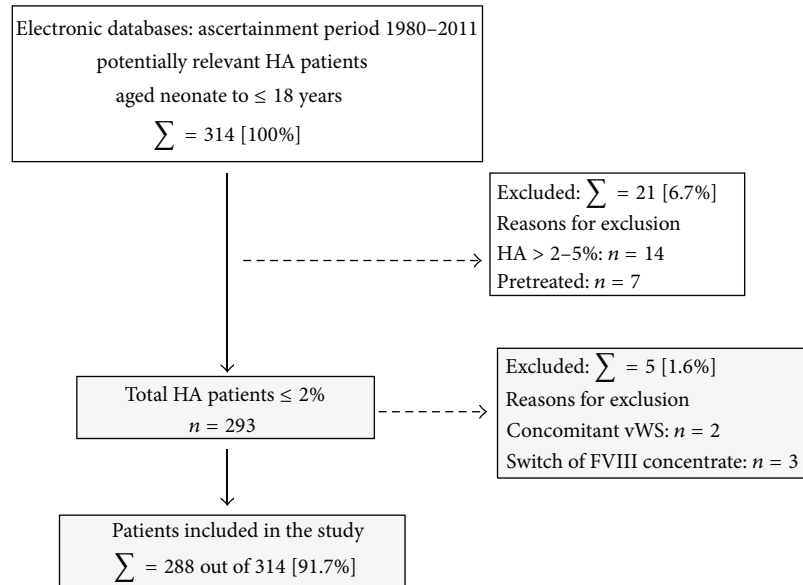 Electronic databases: ascertainment period 1980–2011
potentially relevant HA patients
aged neonate to ≤ 18 years
∑ = 314 [100%]
Excluded: ∑ = 21 [6.7%]
Reasons for exclusion
HA > 2–5%: n = 14
Pretreated: n = 7
Total HA patients ≤ 2%
n = 293
Excluded: ∑ = 5 [1.6%]
Reasons for exclusion
Concomitant vWS: n = 2
Switch of FVIII concentrate: n = 3
Patients included in the study
∑ = 288 out of 314 [91.7%]